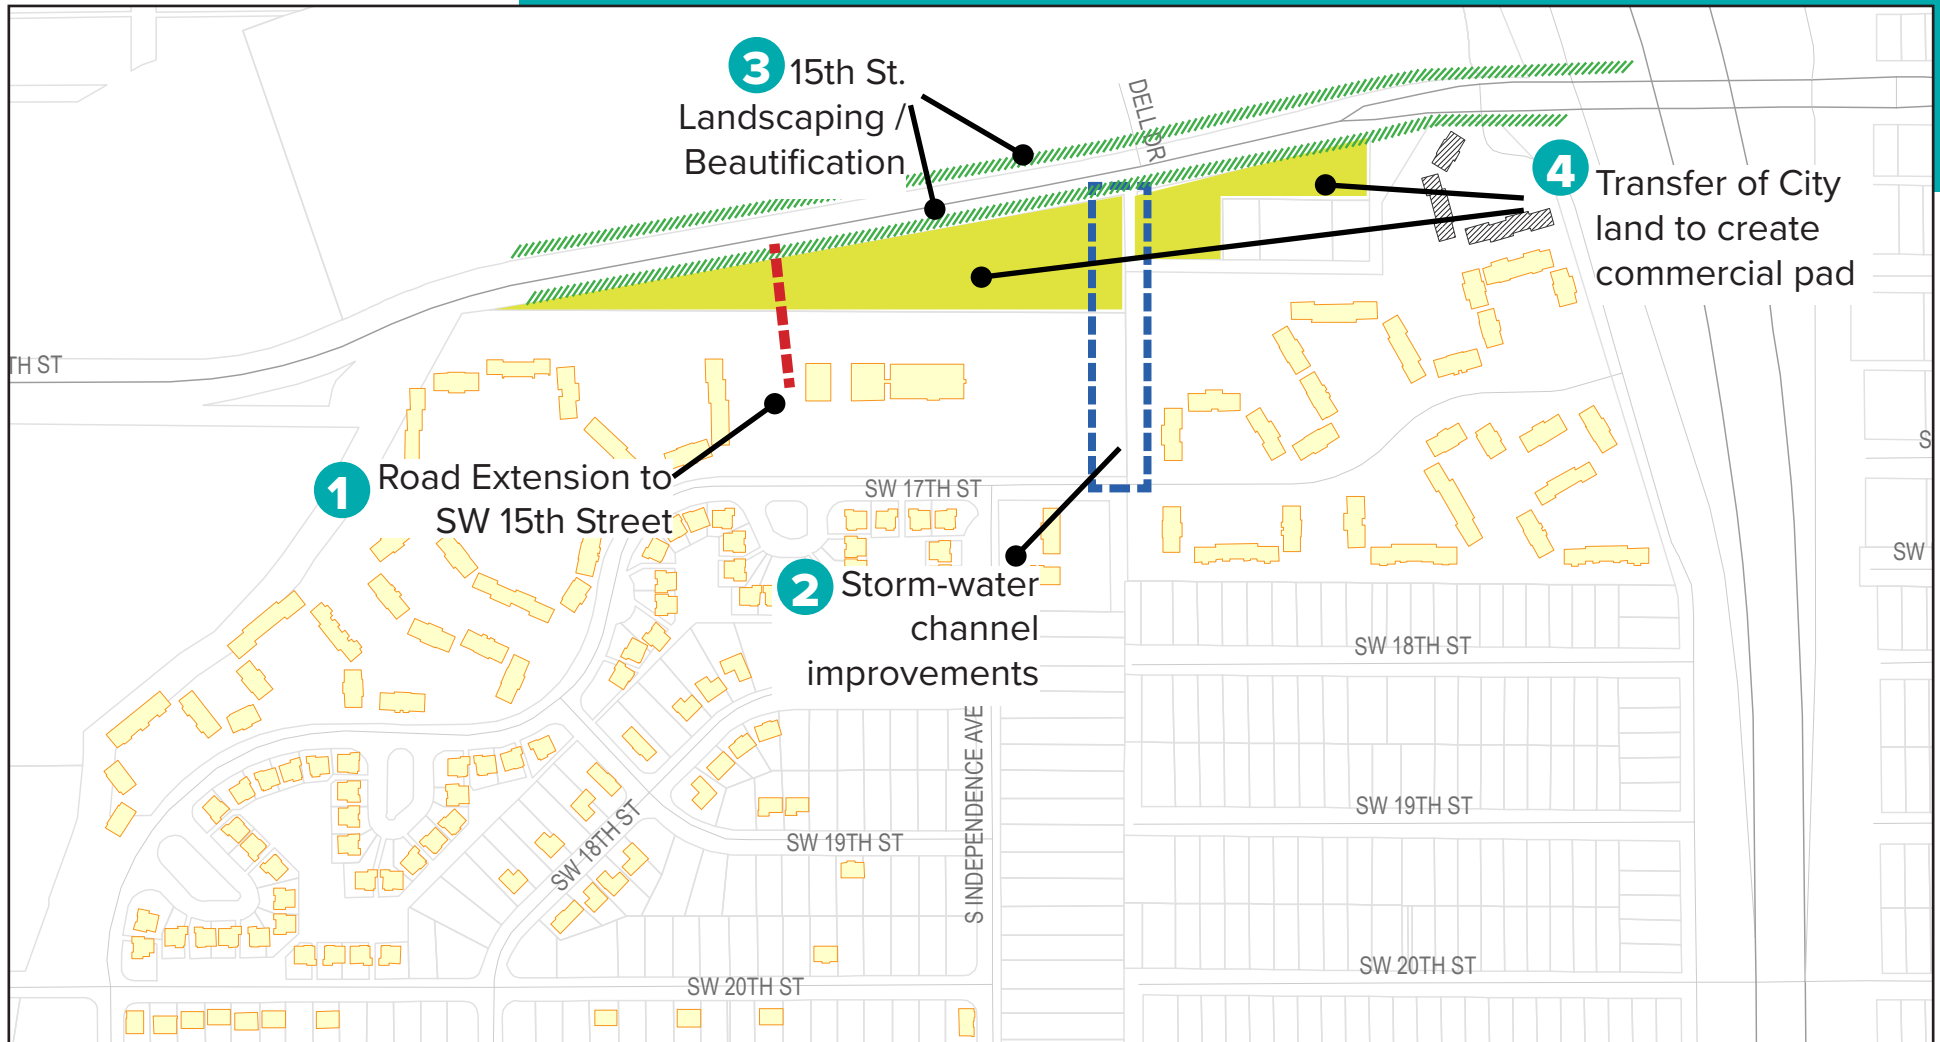 3 15th St.
Landscaping /
Beautification
DELL DR
4 Transfer of City
land to create
commercial pad
TH ST
1 Road Extension to
SW 15th Street
SW 17TH ST
2 Storm-water
channel
improvements
S
SW
SW 18TH ST
S INDEPENDENCE AVE
SW 18TH ST
SW 19TH ST
SW 19TH ST
SW 20TH ST
SW 20TH ST